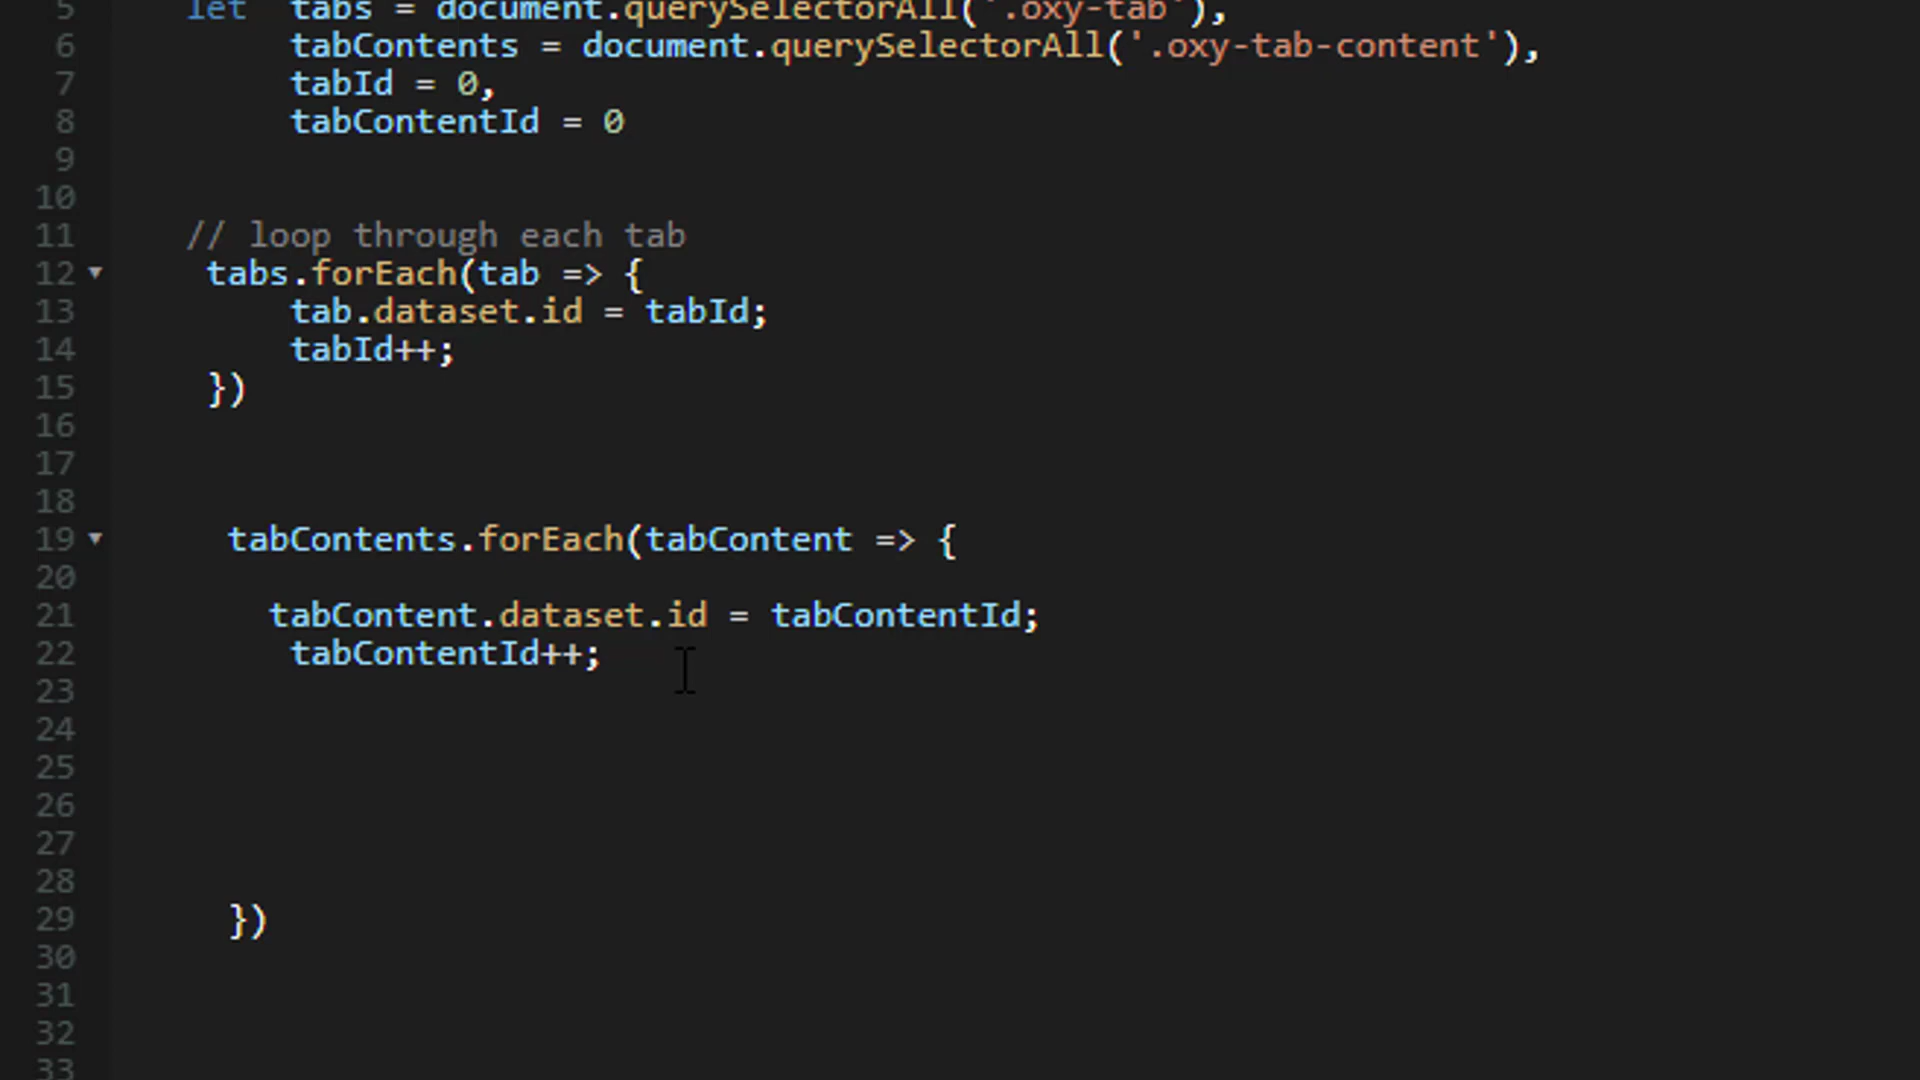 5 let tabs = document.querySelectorAll('.oxy-tab'),
6 tabContents = document.querySelectorAll('.oxy-tab-content'),
7 tabId = 0,
8 tabContentId = 0
9
10
11 // loop through each tab
12 tabs.forEach(tab => {
13 tab.dataset.id = tabId;
14 tabId++;
15 })
16
17
18
19 tabContents.forEach(tabContent => {
20
21 tabContent.dataset.id = tabContentId;
22 tabContentId++;
23
24
25
26
27
28
29 })
30
31
32
33